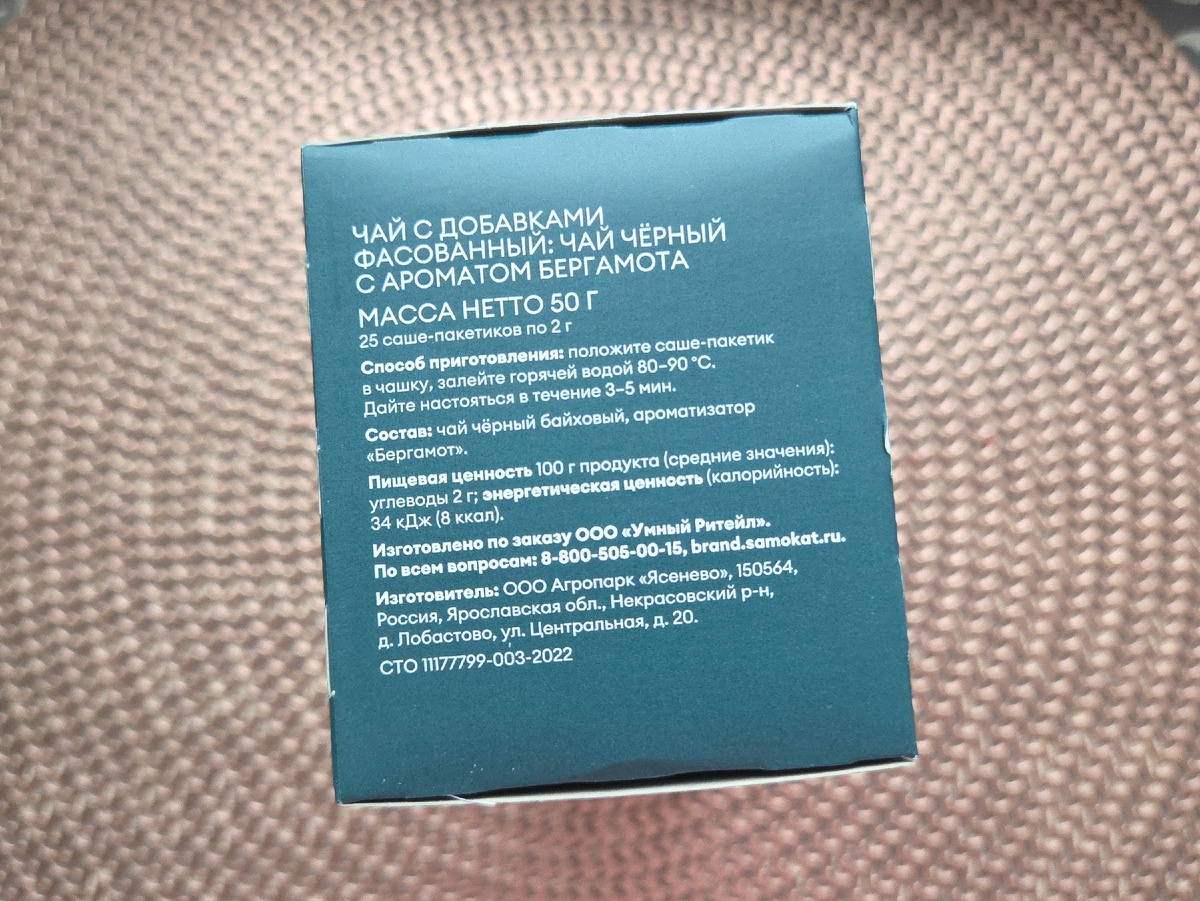 ЧАЙ С ДОБАВКАМИ
ФАСОВАННЫЙ: ЧАЙ ЧЁРНЫЙ
С АРОМАТОМ БЕРГАМОТА
МАССА НЕТТО 50 Г
25 саше-пакетиков по 2 г
Способ приготовления: положите саше-пакетик
в чашку, залейте горячей водой 80–90 °С.
Дайте настояться в течение 3–5 мин.
Состав: чай чёрный байховый, ароматизатор
«Бергамот».
Пищевая ценность 100 г продукта (средние значения):
углеводы 2 г; энергетическая ценность (калорийность):
34 кДж (8 ккал).
Изготовлено по заказу ООО «Умный Ритейл».
По всем вопросам: 8-800-505-00-15, brand.samokat.ru.
Изготовитель: ООО Агропарк «Ясенево», 150564,
Россия, Ярославская обл., Некрасовский р-н,
д. Лобастово, ул. Центральная, д. 20.
СТО 11177799-003-2022